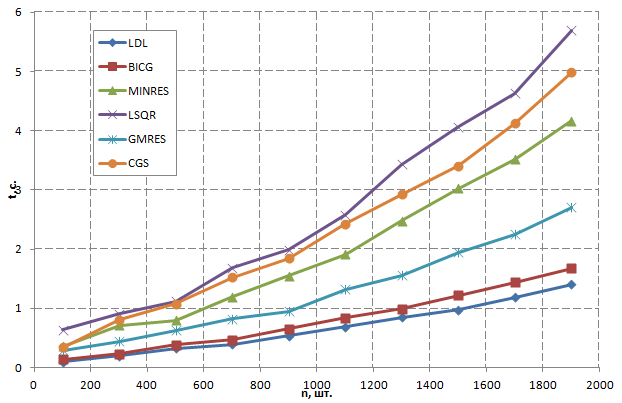 6
5
4
3
2
1
0
t, с.
LDL
BICG
MINRES
LSQR
GMRES
CGS
0 200 400 600 800 1000 1200 1400 1600 1800 2000
n, шт.